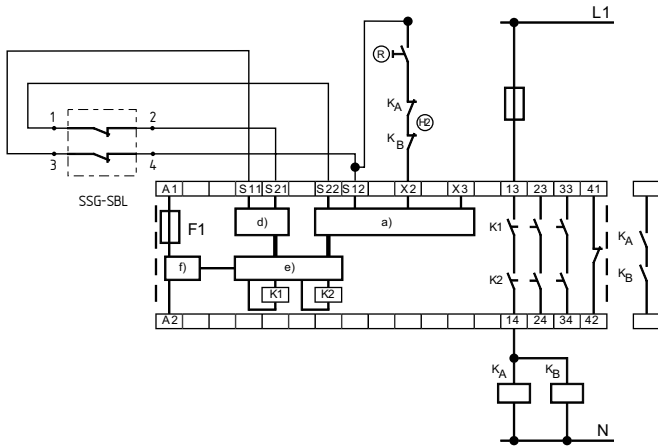 L1
R
KA
H2
KB
1 2
3 4
SSG-SBL
A1 S11 S21 S22 S12 X2 X3 13 23 33 41
F1 d) a) K1 KA
f) e) K2 KB
K1 K2
A2 14 24 34 42
KA KB
N